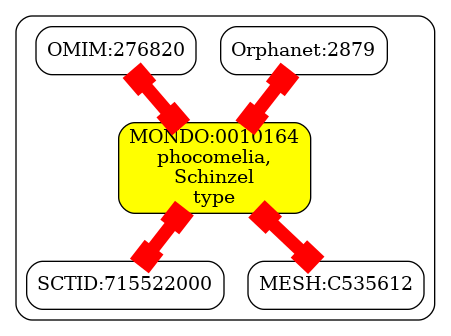 OMIM:276820
Orphanet:2879
MONDO:0010164
phocomelia,
Schinzel
type
SCTID:715522000
MESH:C535612